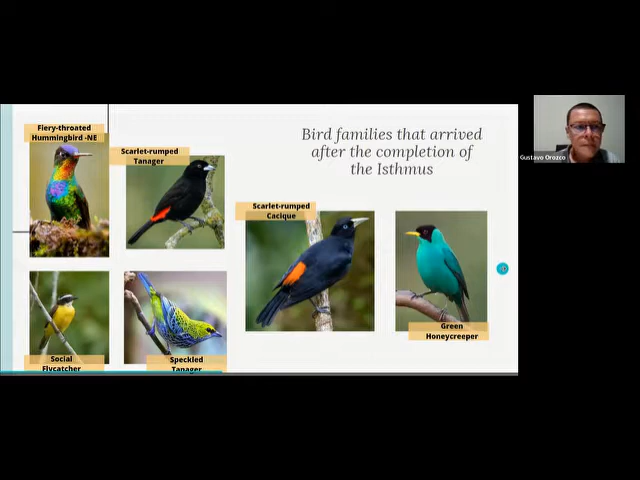 Fiery-throated
Hummingbird -NE
Scarlet-rumped
Tanager
Bird families that arrived
after the completion of
the Isthmus
Scarlet-rumped
Cacique
Gustavo Orozco
Green
Honeycreeper
Social
Flycatcher
Speckled
Tanager